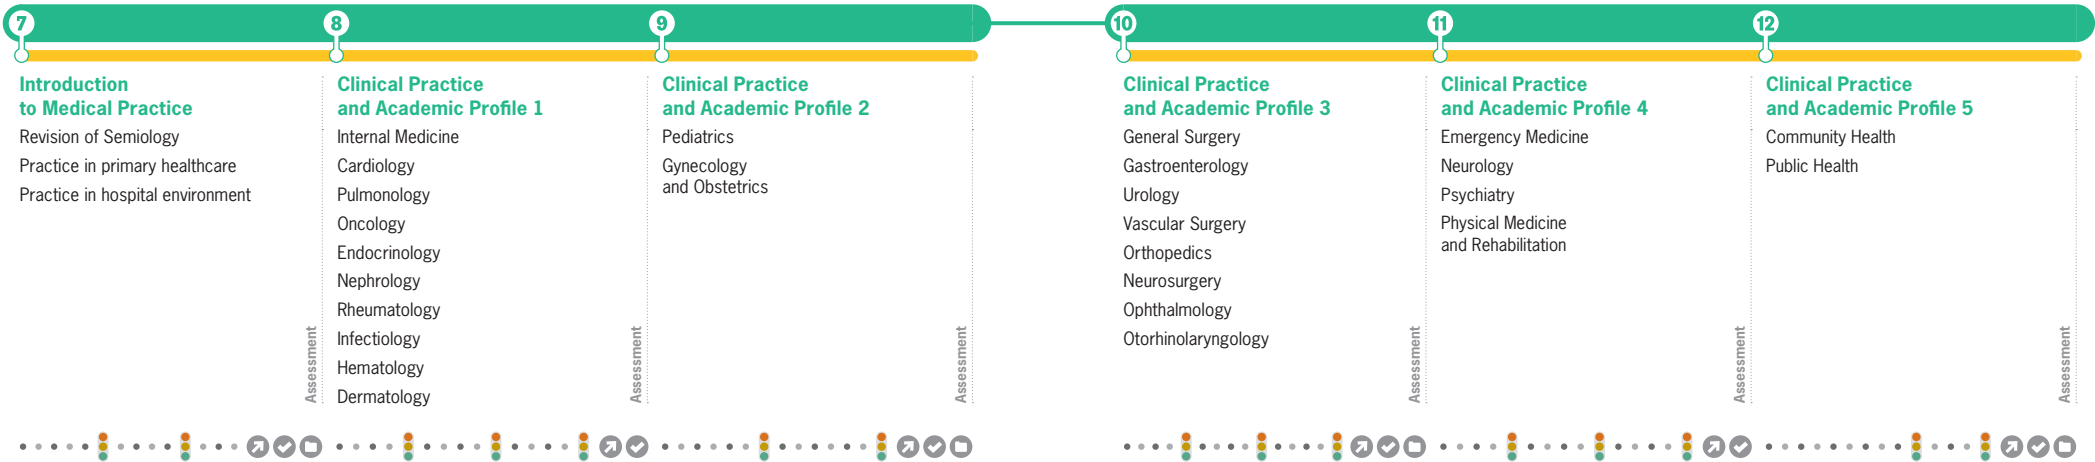 7
Introduction
to Medical Practice
Revision of Semiology
Practice in primary healthcare
Practice in hospital environment
Assessment
8
Clinical Practice
and Academic Profile 1
Internal Medicine
Cardiology
Pulmonology
Oncology
Endocrinology
Nephrology
Rheumatology
Infectiology
Hematology
Dermatology
Assessment
9
Clinical Practice
and Academic Profile 2
Pediatrics
Gynecology
and Obstetrics
Assessment
10
Clinical Practice
and Academic Profile 3
General Surgery
Gastroenterology
Urology
Vascular Surgery
Orthopedics
Neurosurgery
Ophthalmology
Otorhinolaryngology
Assessment
11
Clinical Practice
and Academic Profile 4
Emergency Medicine
Neurology
Psychiatry
Physical Medicine
and Rehabilitation
Assessment
12
Clinical Practice
and Academic Profile 5
Community Health
Public Health
Assessment